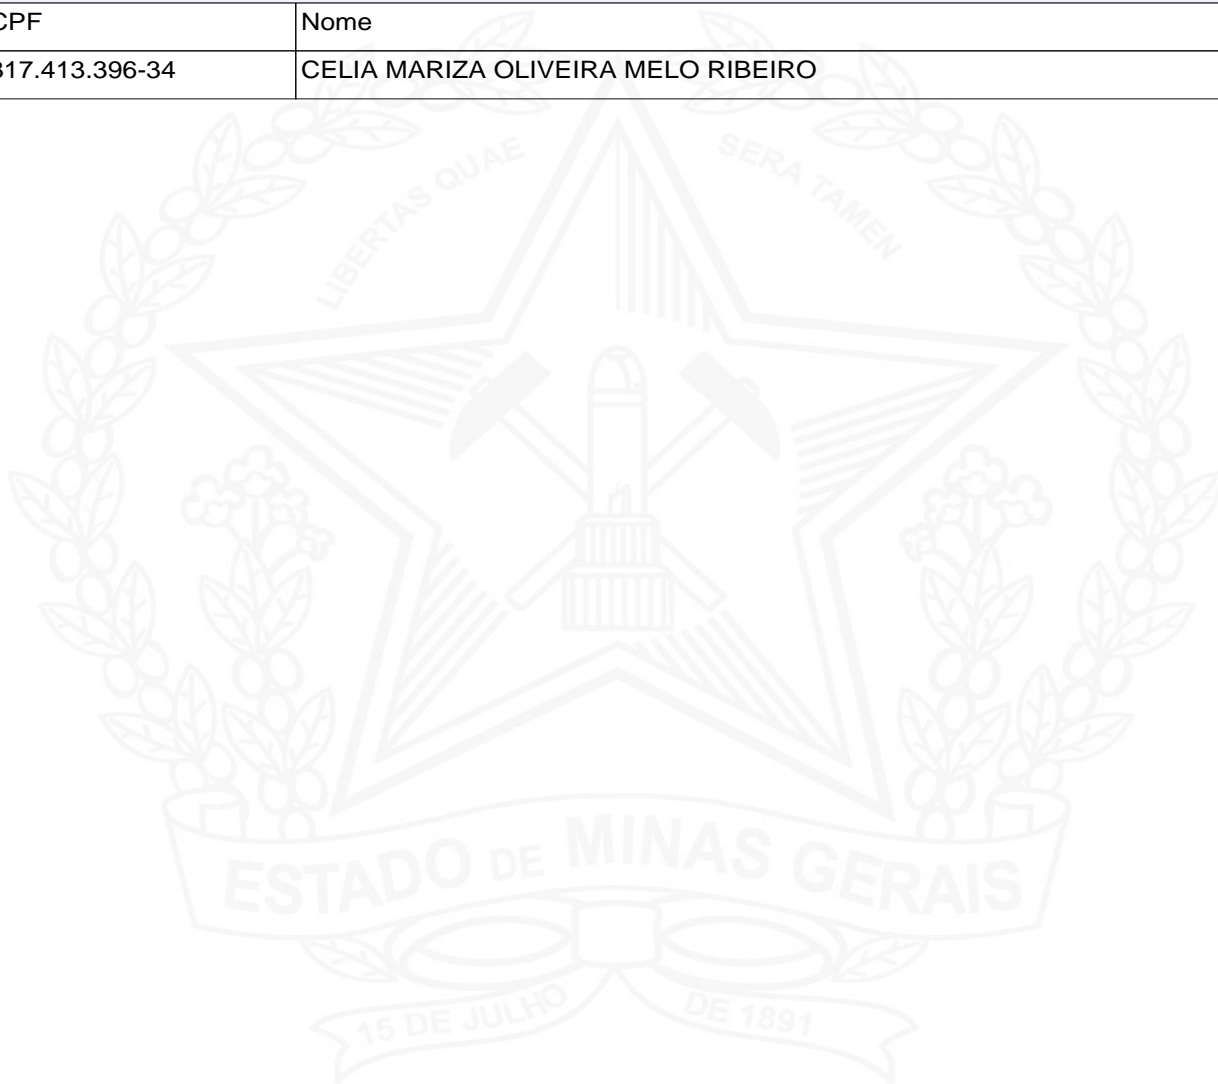 CPF Nome
317.413.396-34 CELIA MARIZA OLIVEIRA MELO RIBEIRO
LIBERTAS QUAE SERA TAMEN
ESTADO DE MINAS GERAIS
15 DE JULHO DE 1891